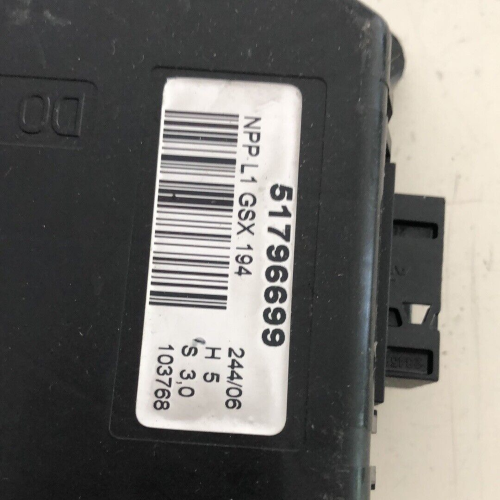 51796699
NPP. L1 GSX.194
244/06
H 5
S 3,0
103768
DO